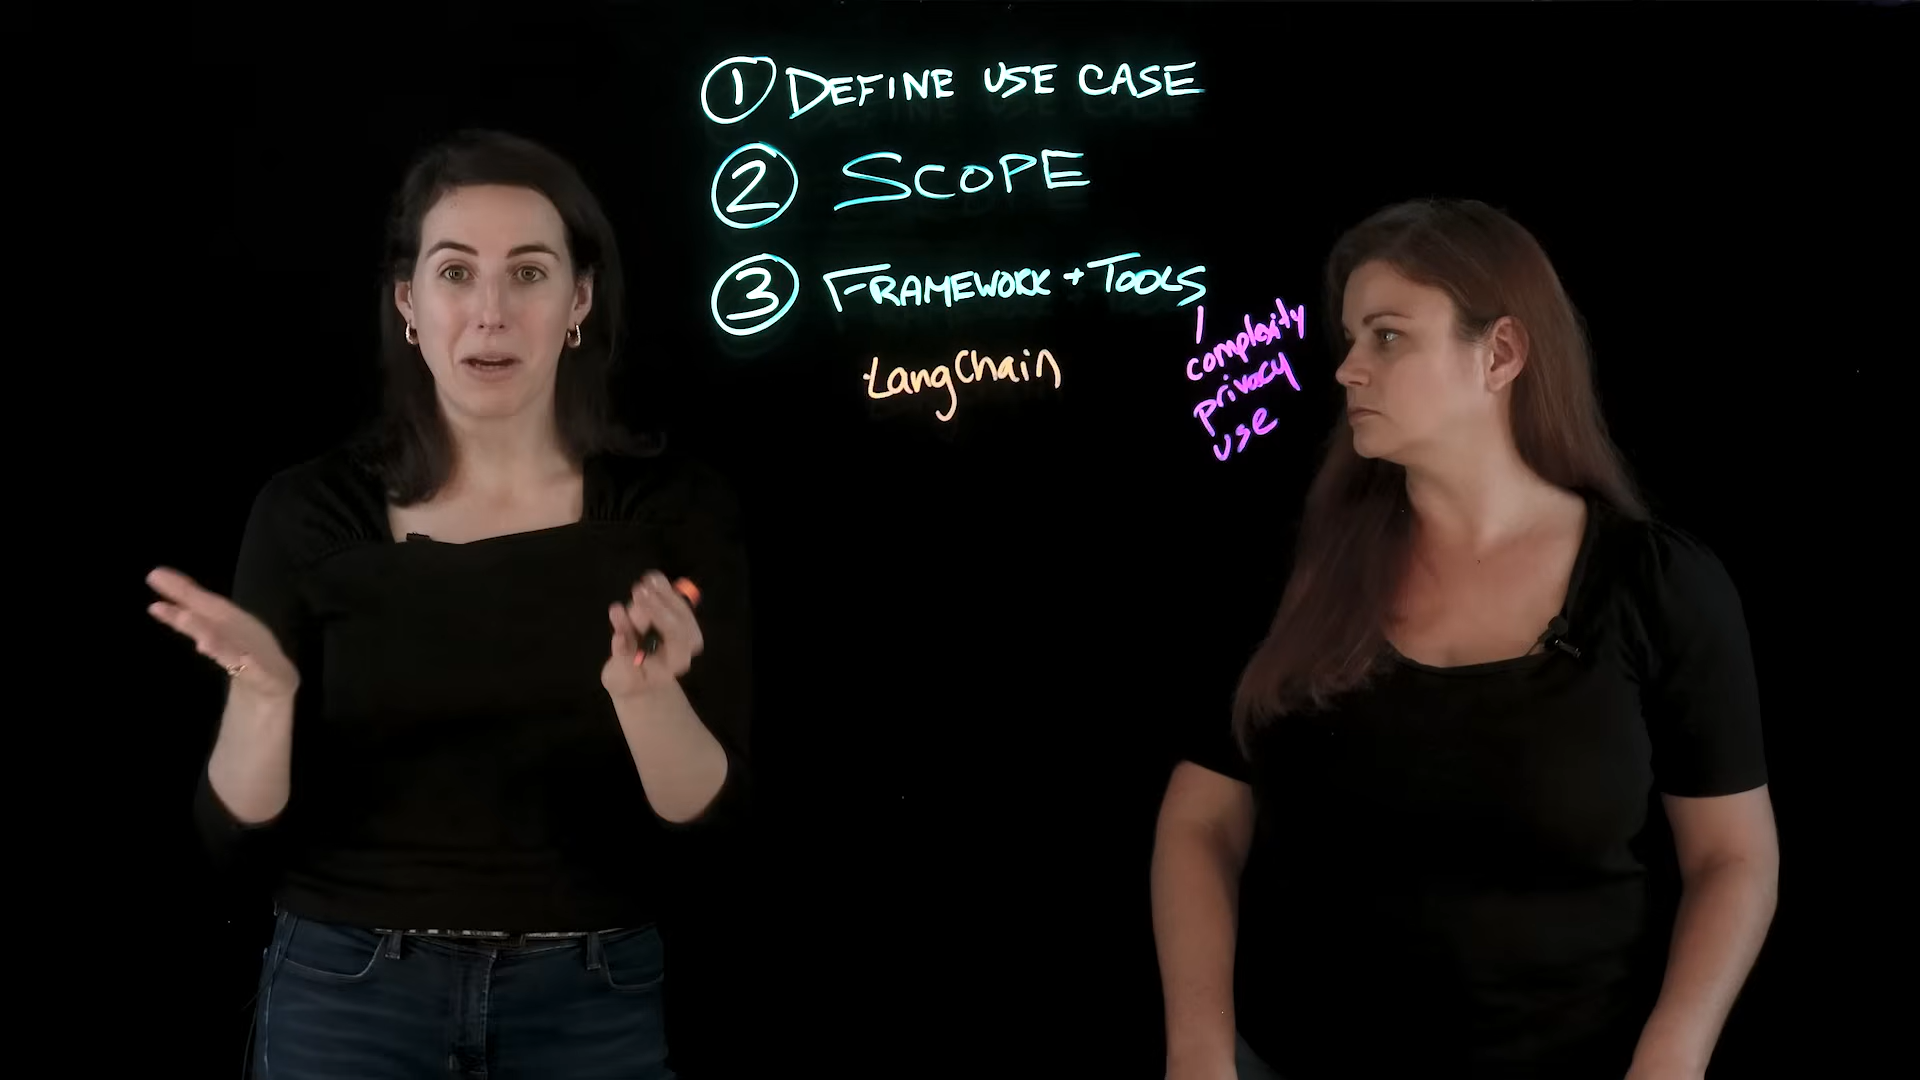 1 DEFINE USE CASE
2 SCOPE
3 FRAMEWORK + TOOLS
LangChain
complexity
privacy
use